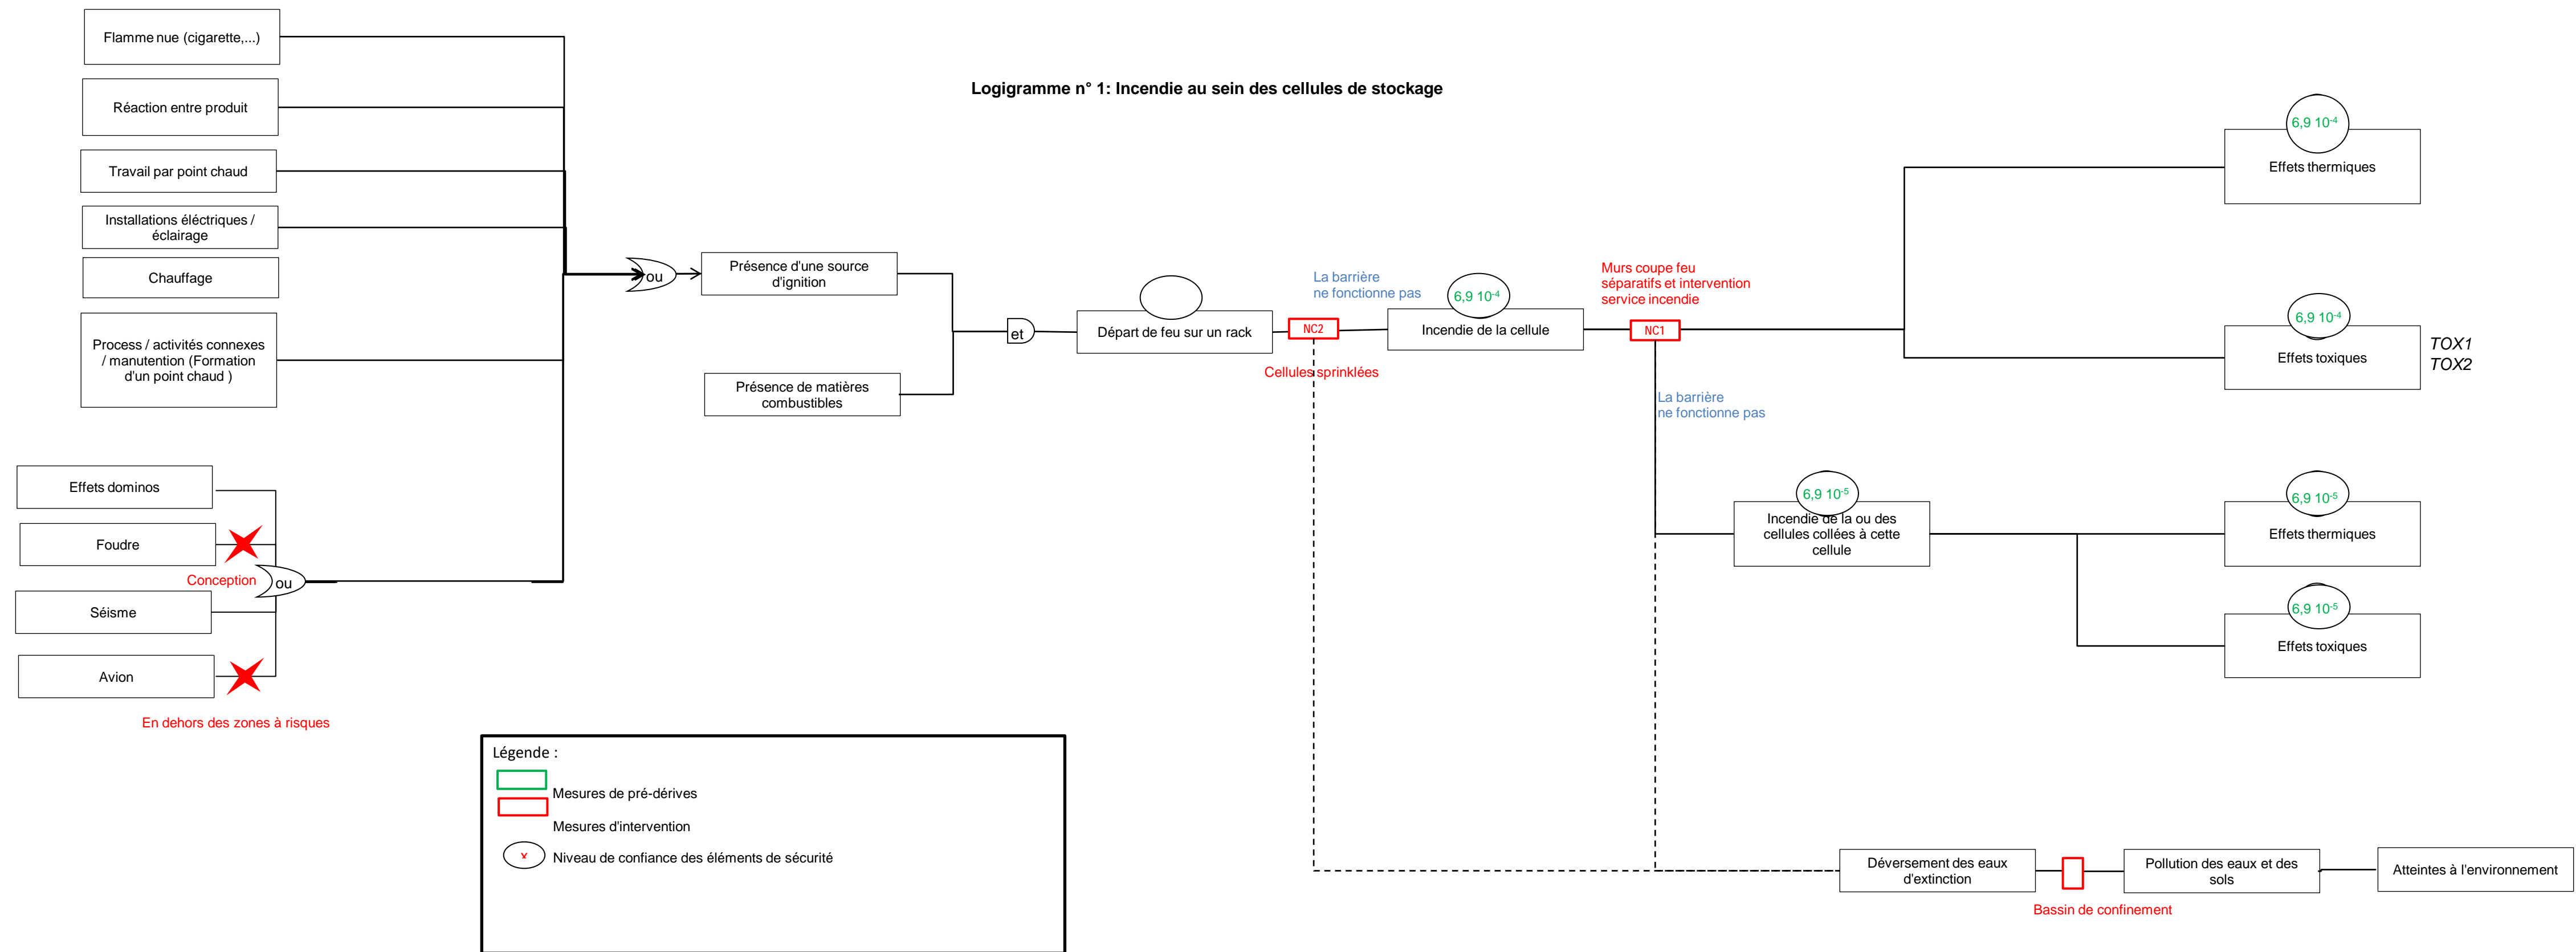 Logigramme n° 1: Incendie au sein des cellules de stockage
Flamme nue (cigarette,...)
Réaction entre produit
Travail par point chaud
Installations éléctriques /
éclairage
Chauffage
Process / activités connexes
/ manutention (Formation
d'un point chaud )
Effets dominos
Foudre
Conception
ou
Séisme
Avion
En dehors des zones à risques
ou
Présence d'une source
d'ignition
Présence de matières
combustibles
et
Départ de feu sur un rack
La barrière
ne fonctionne pas
NC2
Cellules sprinklées
6,9 10-4
Incendie de la cellule
Murs coupe feu
séparatifs et intervention
service incendie
NC1
La barrière
ne fonctionne pas
6,9 10-4
Effets thermiques
6,9 10-4
Effets toxiques
TOX1
TOX2
6,9 10-5
Incendie de la ou des
cellules collées à cette
cellule
6,9 10-5
Effets thermiques
6,9 10-5
Effets toxiques
Déversement des eaux
d'extinction
Bassin de confinement
Pollution des eaux et des
sols
Atteintes à l'environnement
Légende :
Mesures de pré-dérives
Mesures d'intervention
x
Niveau de confiance des éléments de sécurité